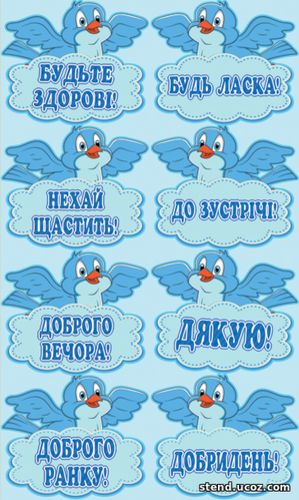 БУДЬТЕ
ЗДОРОВІ!
БУДЬ ЛАСКА!
НЕХАЙ
ЩАСТИТЬ!
ДО ЗУСТРІЧІ!
ДОБРОГО
ВЕЧОРА!
ДЯКУЮ!
ДОБРОГО
РАНКУ!
ДОБРИДЕНЬ!
stend.ucoz.com